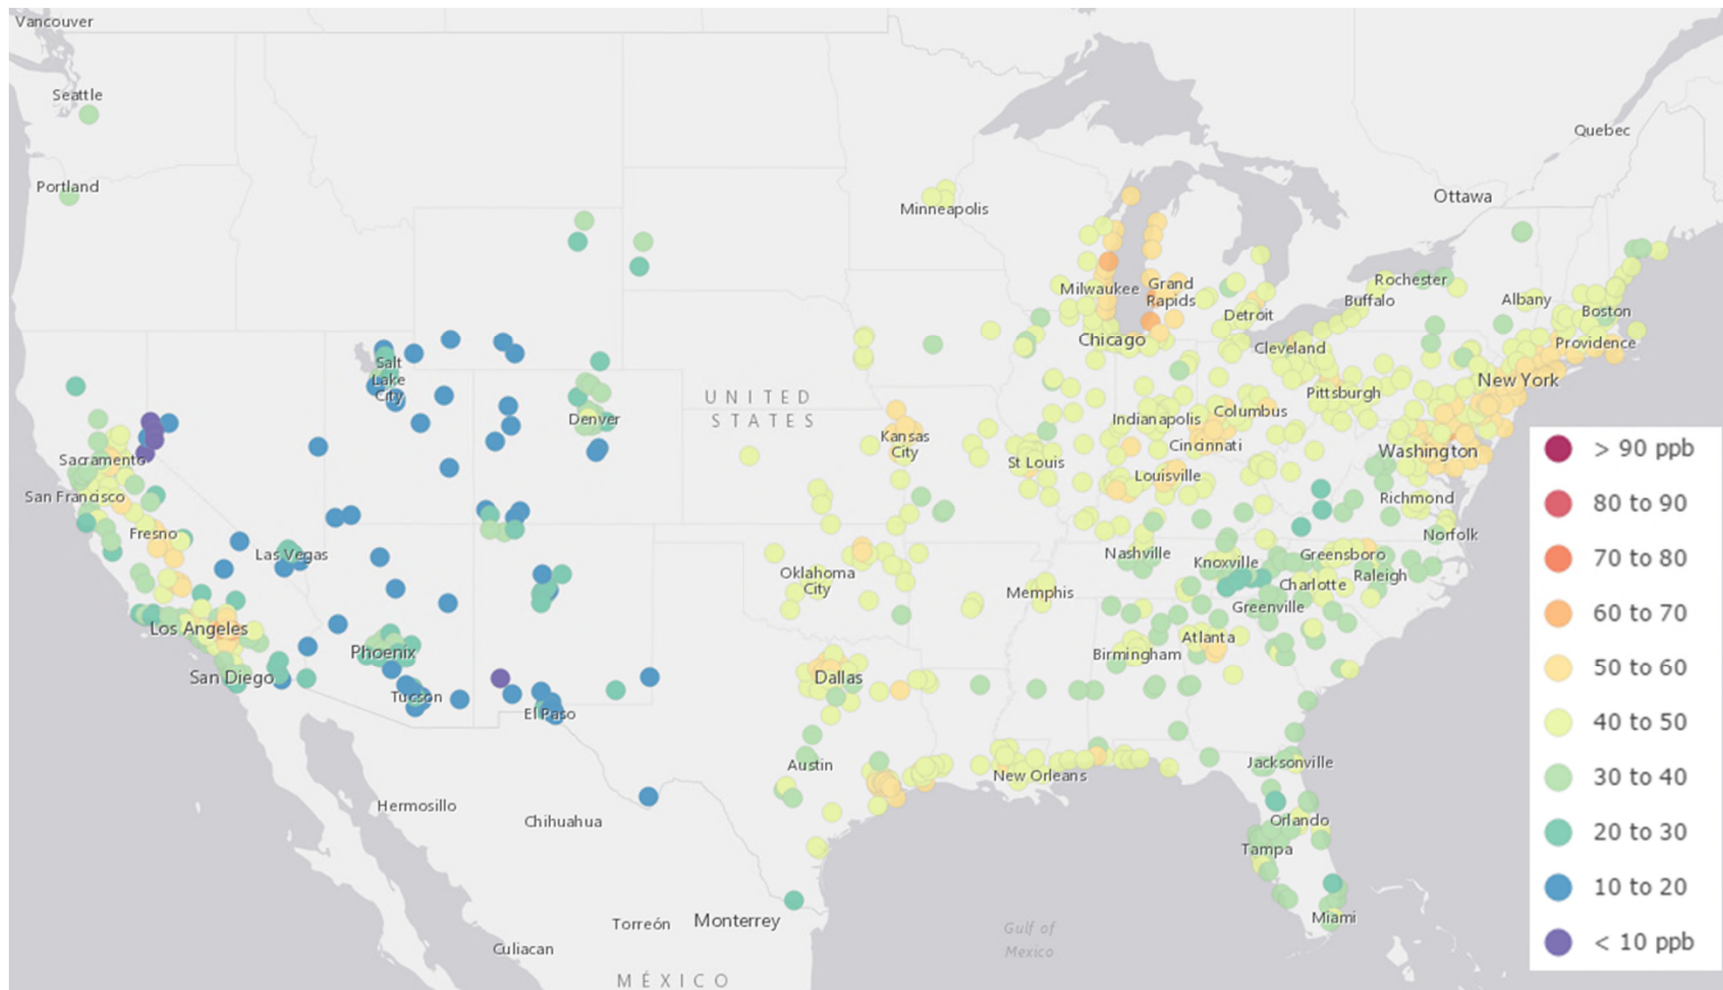 Vancouver
Seattle
Portland
Quebec
Ottawa
Minneapolis
Rochester
Milwaukee
Grand
Rapids
Buffalo
Albany
Detroit
Boston
Chicago
Cleveland
Providence
Salt
Lake
City
New York
UNITED
STATES
Pittsburgh
Denver
Indianapolis
Columbus
Kansas
City
Cincinnati
Washington
Sacramento
St Louis
Louisville
San Francisco
Richmond
Fresno
Norfolk
Las Vegas
Nashville
Knoxville
Greensboro
Oklahoma
City
Raleigh
Charlotte
Memphis
Greenville
Los Angeles
Atlanta
Phoenix
Birmingham
San Diego
Dallas
Tucson
El Paso
Austin
Jacksonville
New Orleans
Hermosillo
Chihuahua
Orlando
Tampa
Miami
Torreón
Monterrey
Gulf of
Mexico
Culiacan
MÉXICO
> 90 ppb
80 to 90
70 to 80
60 to 70
50 to 60
40 to 50
30 to 40
20 to 30
10 to 20
< 10 ppb